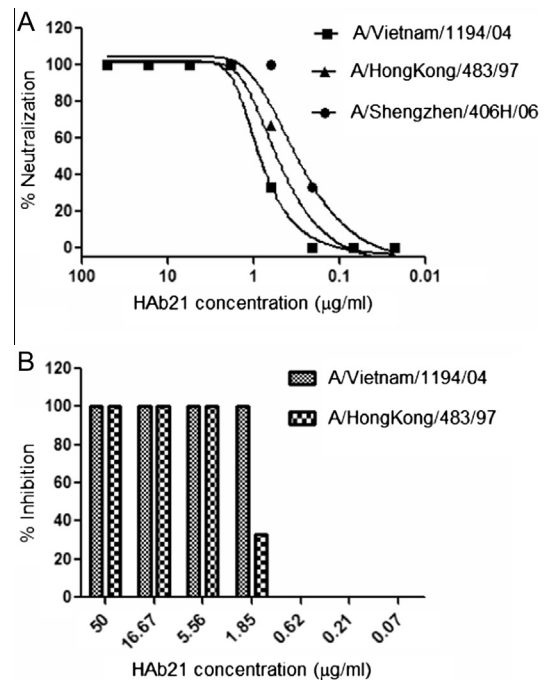 A
120
100
80
60
40
20
0
% Neutralization
A/Vietnam/1194/04
A/HongKong/483/97
A/Shengzhen/406H/06
100
10
1
0.1
0.01
HAb21 concentration (μg/ml)
B
120
100
80
60
40
20
0
% Inhibition
A/Vietnam/1194/04
A/HongKong/483/97
50
16.67
5.56
1.85
0.62
0.21
0.07
HAb21 concentration (μg/ml)